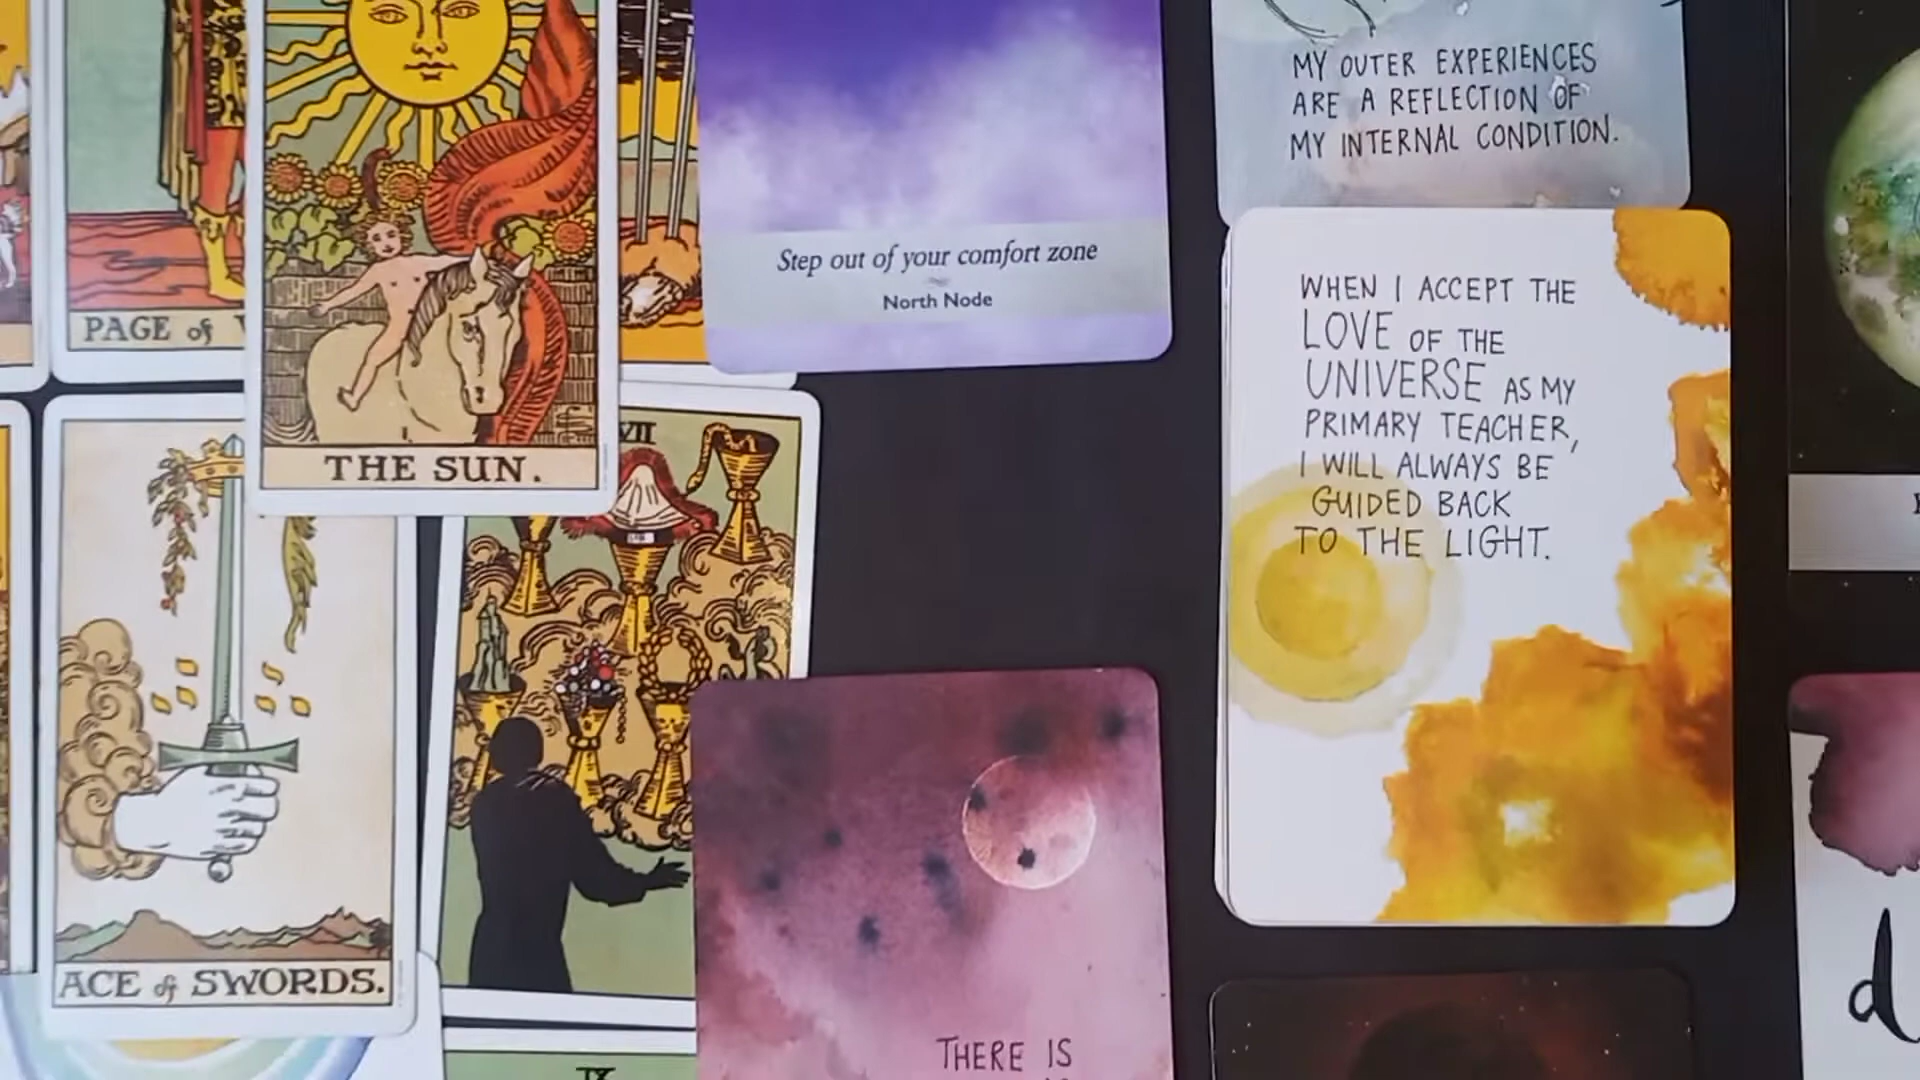 PAGE of
THE SUN.
ACE of SWORDS.
VII
IX
Step out of your comfort zone
North Node
THERE IS
MY OUTER EXPERIENCES
ARE A REFLECTION OF
MY INTERNAL CONDITION.
WHEN I ACCEPT THE
LOVE OF THE
UNIVERSE AS MY
PRIMARY TEACHER,
I WILL ALWAYS BE
GUIDED BACK
TO THE LIGHT.
d